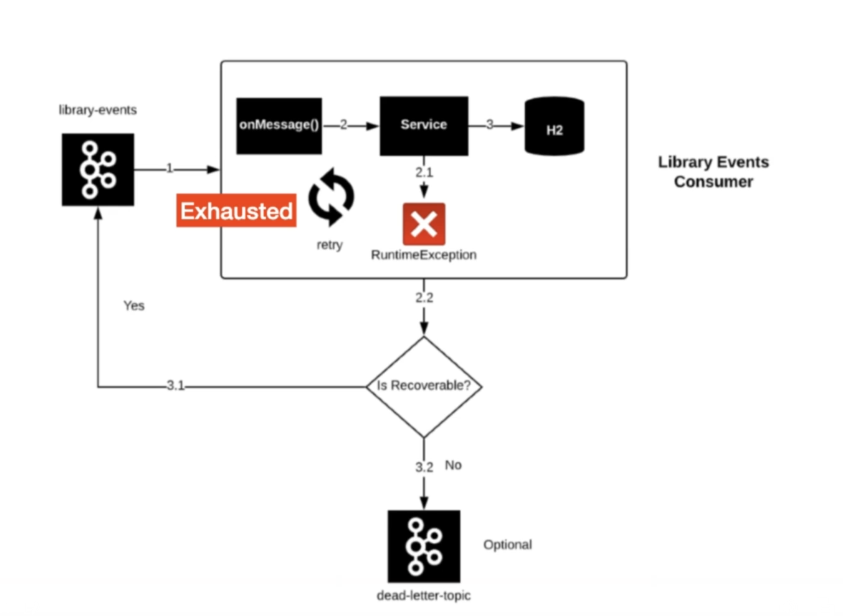 library-events
1
onMessage()
2
Service
3
H2
Library Events
Consumer
2.1
Exhausted
retry
RuntimeException
2.2
Yes
Is Recoverable?
3.1
3.2
No
Optional
dead-letter-topic